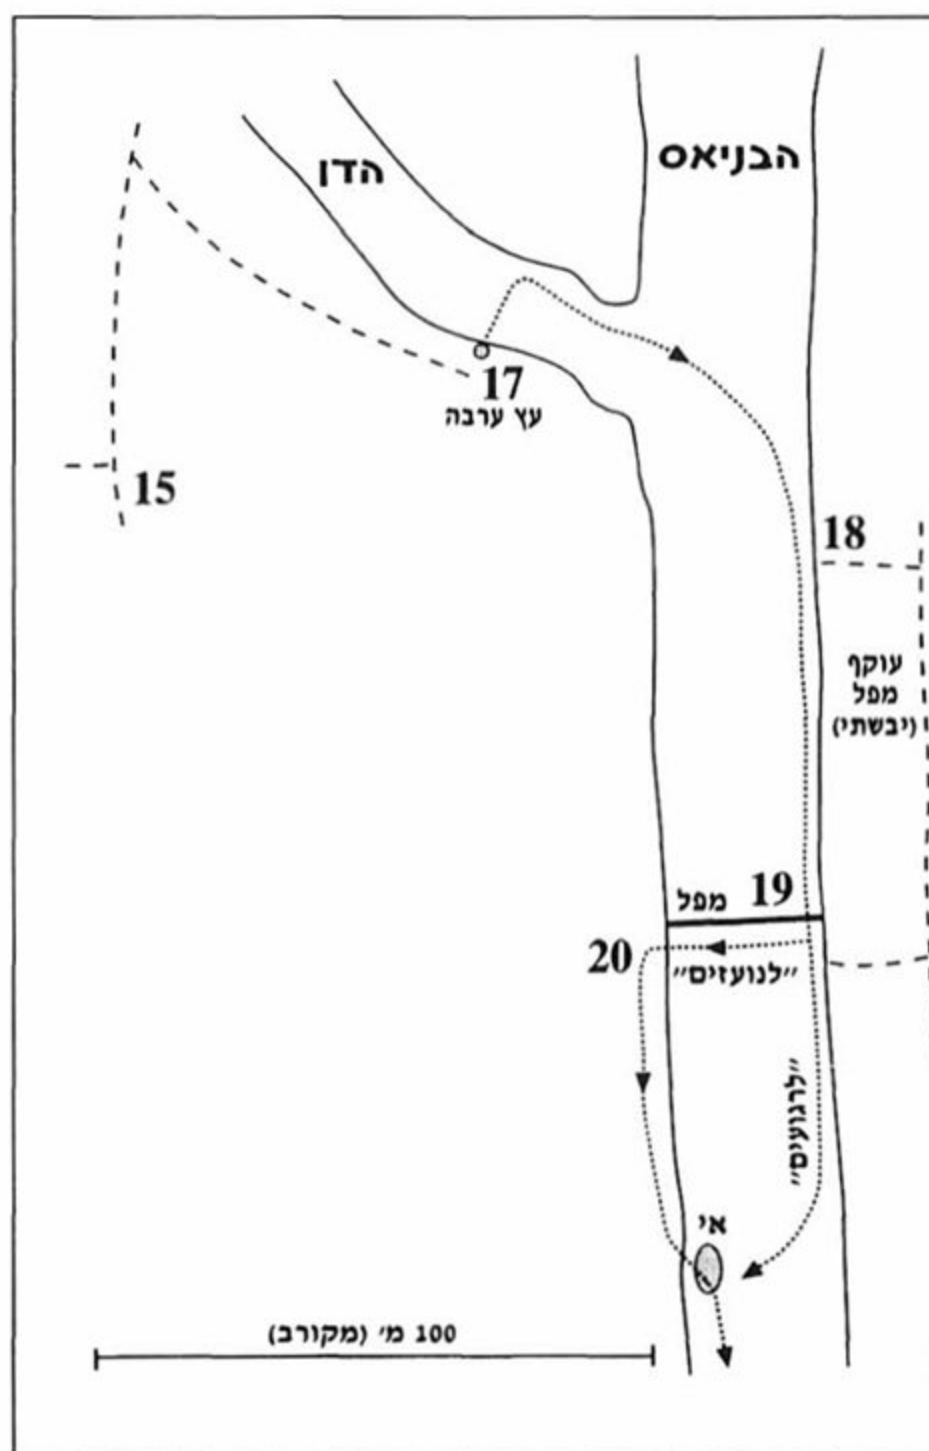 הבניאס
הדן
17
עץ ערבה
15
18
עוקף
מפל
(יבשתי)
מפל 19
20
"לנועזים"
"לרגועים"
אי
100 מ' (מקורב)